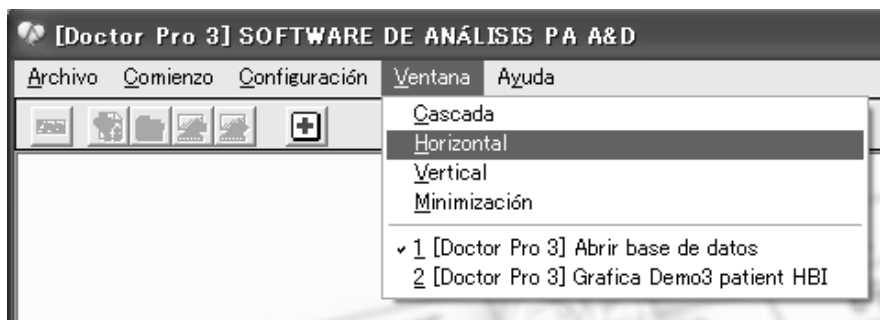 [Doctor Pro 3] SOFTWARE DE ANÁLISIS PA A&D
Archivo Comienzo Configuración Ventana Ayuda
Cascada
Horizontal
Vertical
Minimización
✓ 1 [Doctor Pro 3] Abrir base de datos
2 [Doctor Pro 3] Grafica Demo3 patient HBI